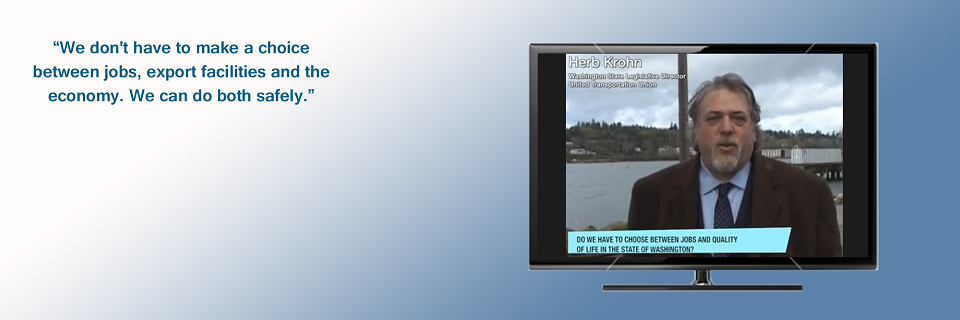 “We don't have to make a choice
between jobs, export facilities and the
economy. We can do both safely.”
Herb Krohn
Washington State Legislative Director
United Transportation Union
DO WE HAVE TO CHOOSE BETWEEN JOBS AND QUALITY
OF LIFE IN THE STATE OF WASHINGTON?